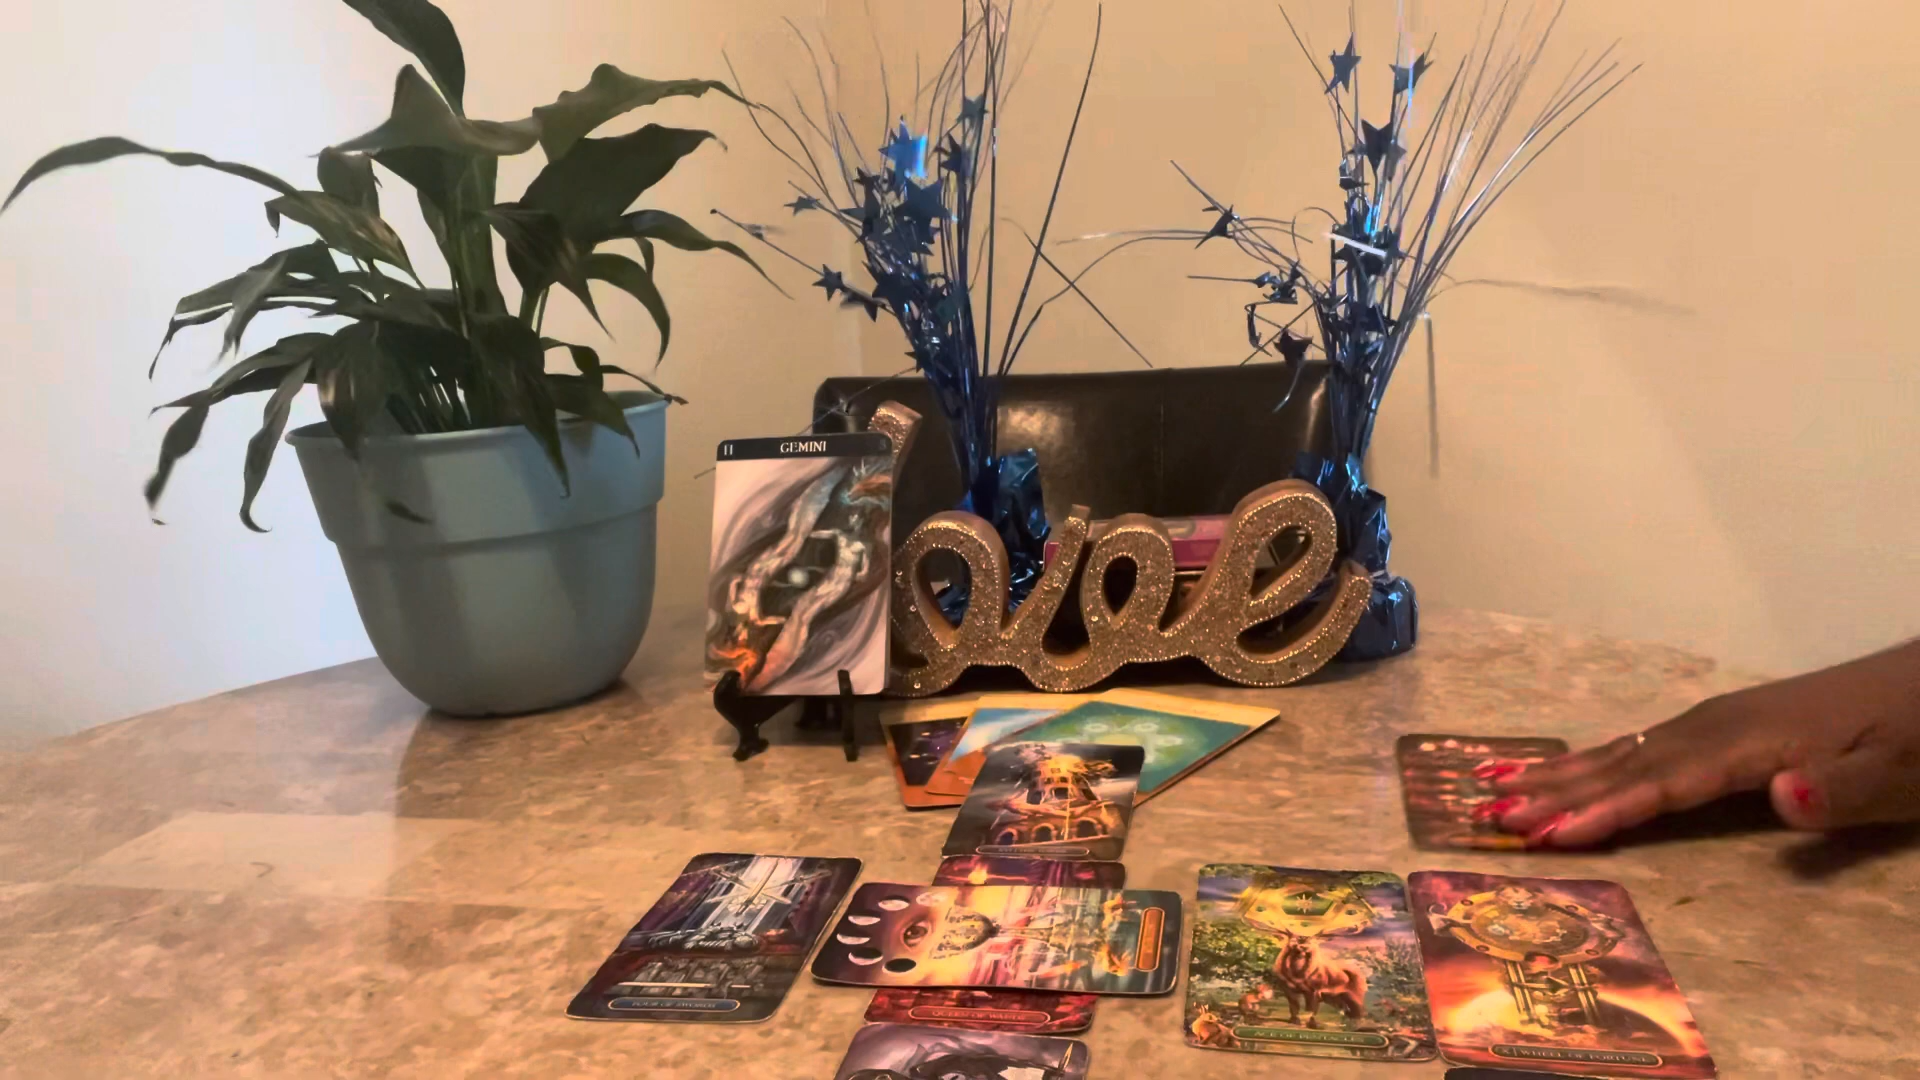 II GEMINI
love
FOUR OF SWORDS
QUEEN OF WANDS
ACE OF PENTACLES
X WHEEL OF FORTUNE